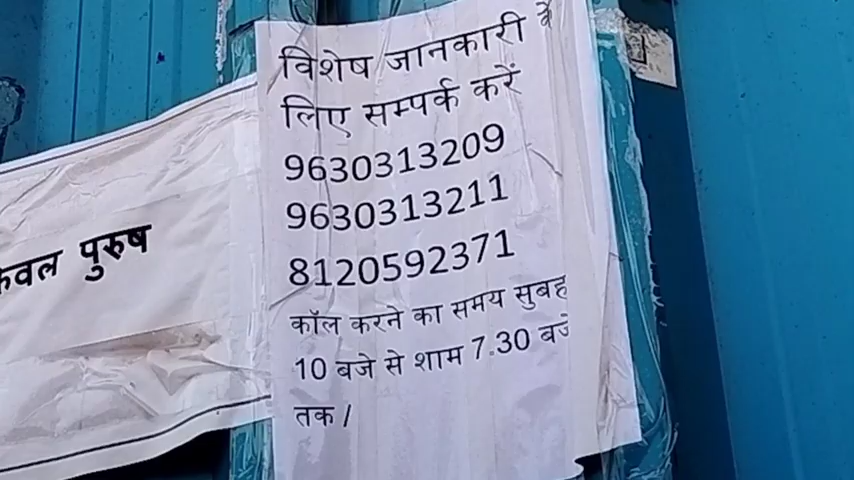 विशेष जानकारी के
लिए सम्पर्क करें
9630313209
9630313211
8120592371
कॉल करने का समय सुबह
10 बजे से शाम 7.30 बजे
तक /
केवल पुरुष